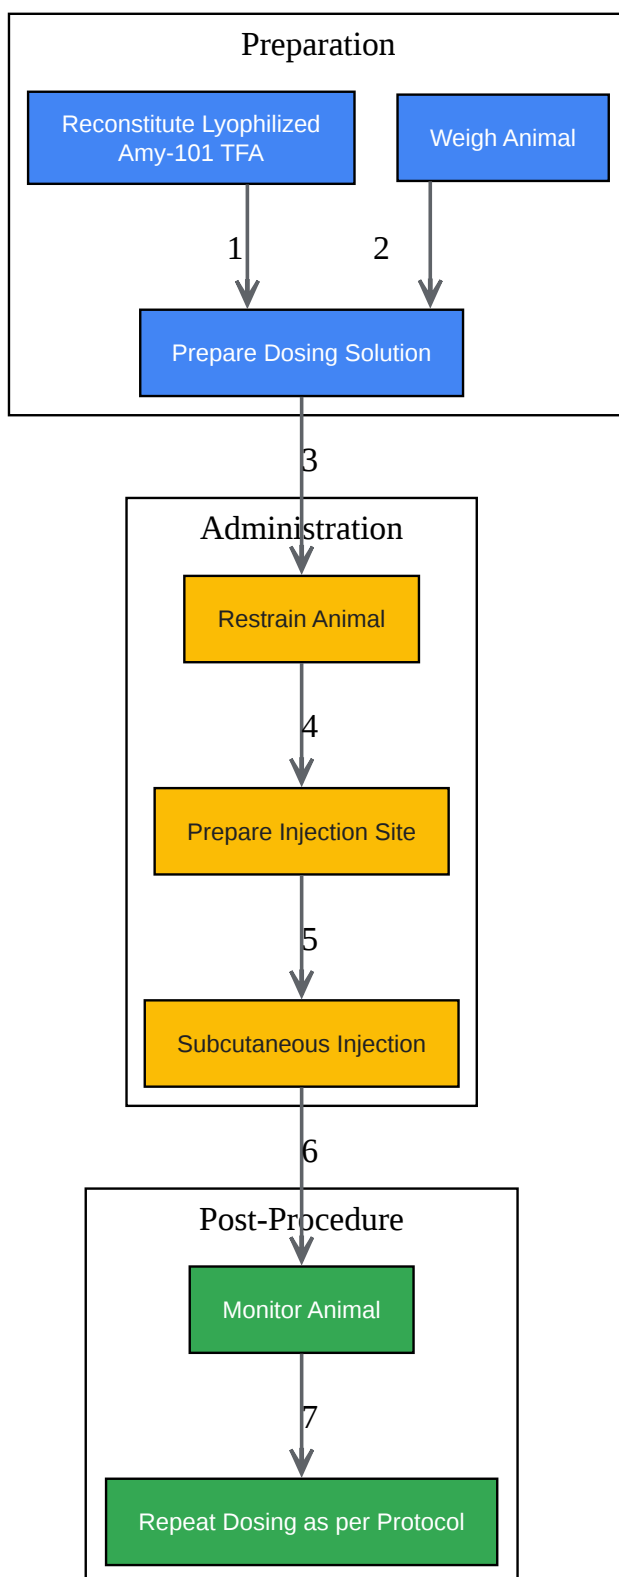 Preparation
Reconstitute Lyophilized
Amy-101 TFA
Weigh Animal
1
2
Prepare Dosing Solution
3
Administration
Restrain Animal
4
Prepare Injection Site
5
Subcutaneous Injection
6
Post-Procedure
Monitor Animal
7
Repeat Dosing as per Protocol